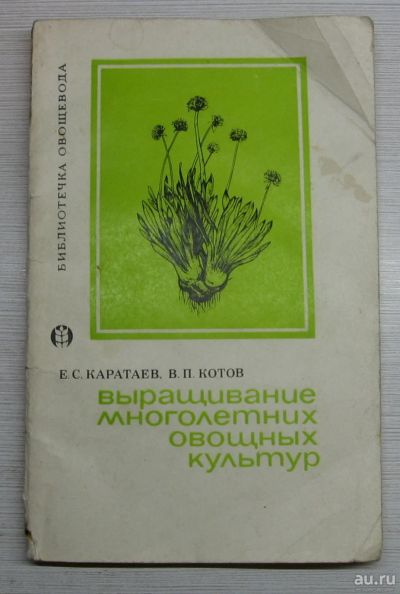 БИБЛИОТЕЧКА ОВОЩЕВОДА
Е. С. КАРАТАЕВ, В. П. КОТОВ
выращивание
многолетних
овощных
культур
au.ru